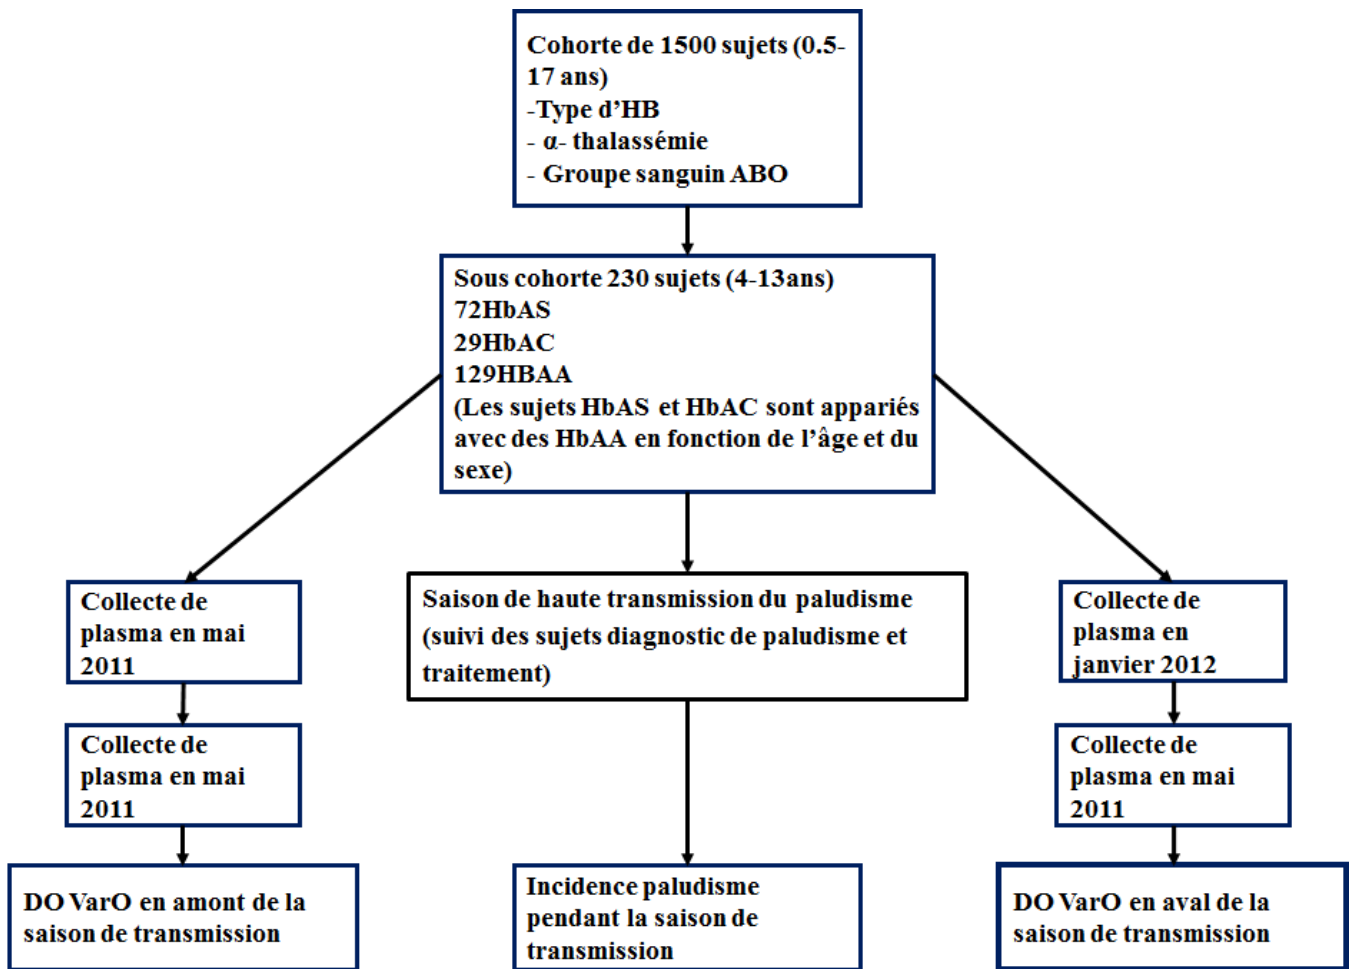 Cohorte de 1500 sujets (0.5-
17 ans)
-Type d'HB
- α- thalassémie
- Groupe sanguin ABO
Sous cohorte 230 sujets (4-13ans)
72HbAS
29HbAC
129HBAA
(Les sujets HbAS et HbAC sont appariés
avec des HbAA en fonction de l'âge et du
sexe)
Collecte de
plasma en mai
2011
Saison de haute transmission du paludisme
(suivi des sujets diagnostic de paludisme et
traitement)
Collecte de
plasma en
janvier 2012
Collecte de
plasma en mai
2011
Collecte de
plasma en mai
2011
DO VarO en amont de la
saison de transmission
Incidence paludisme
pendant la saison de
transmission
DO VarO en aval de la
saison de transmission